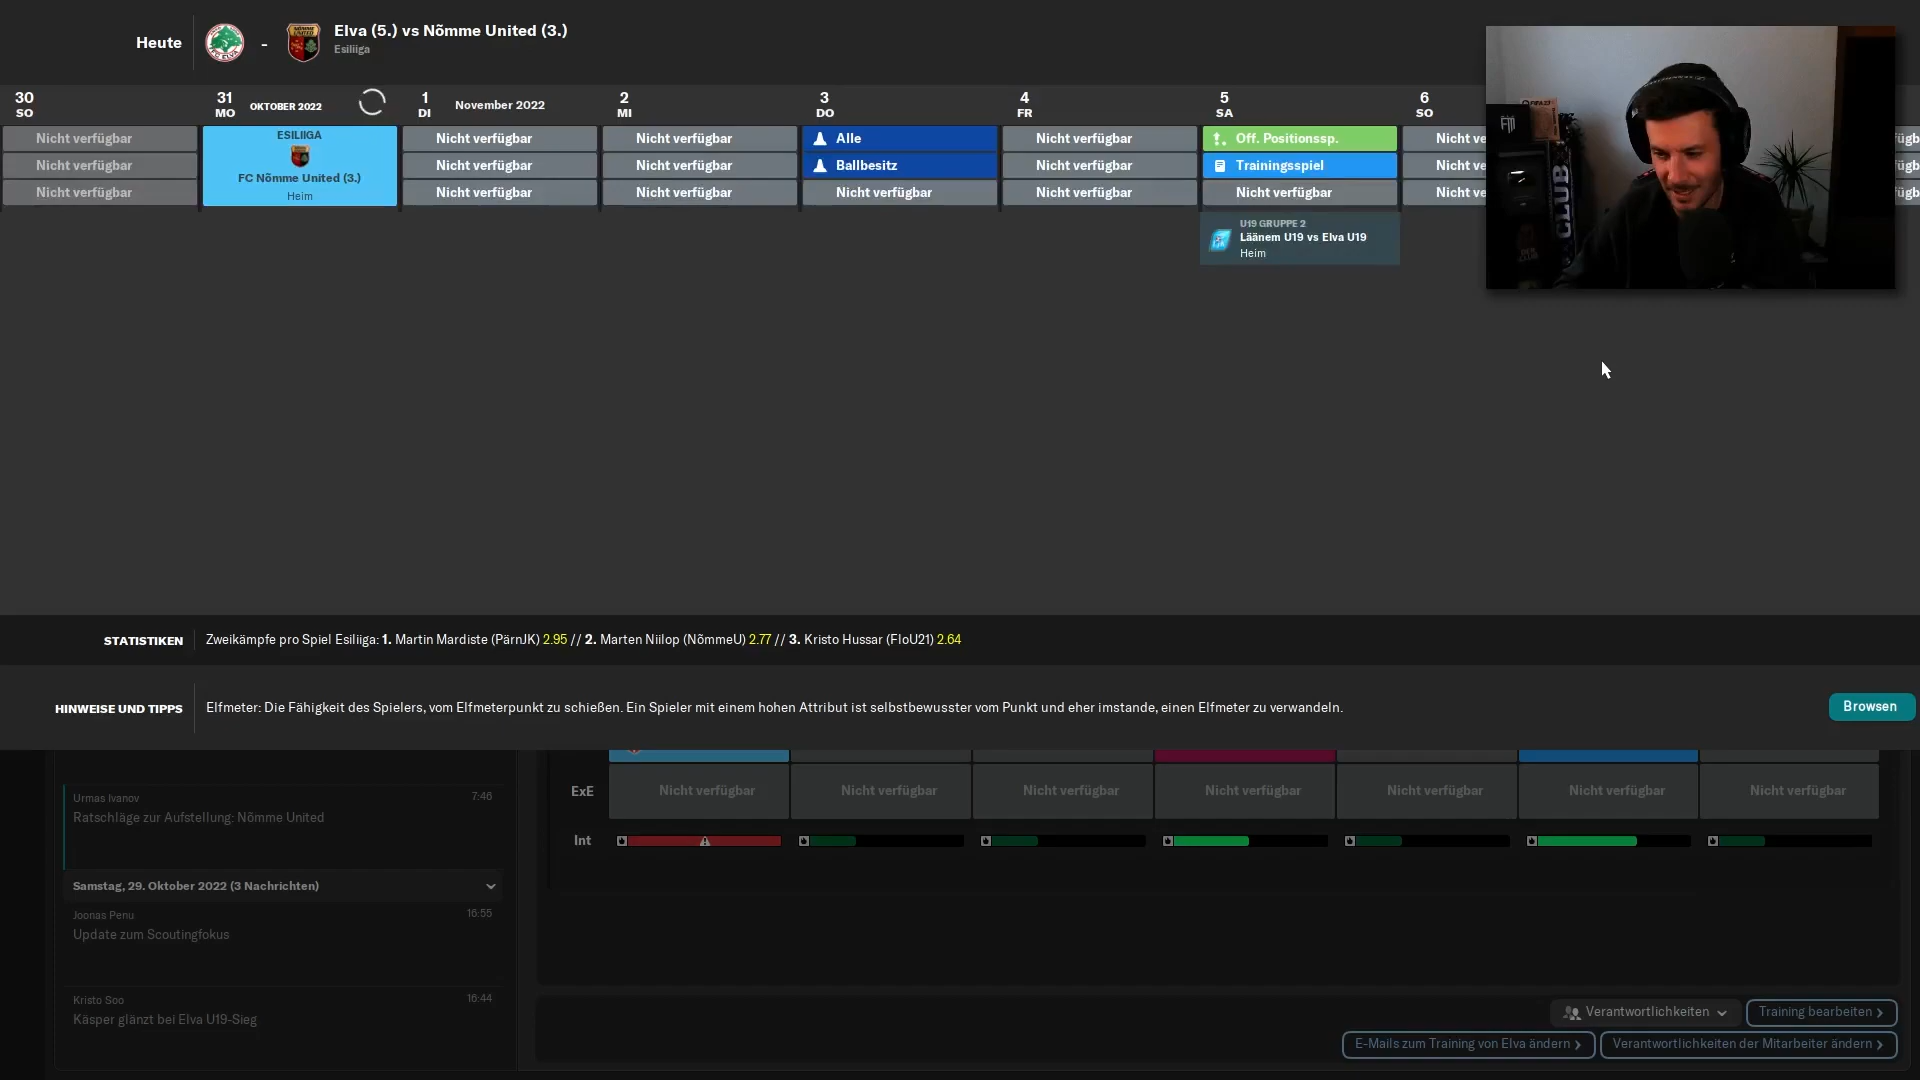 Heute
-
Elva (5.) vs Nõmme United (3.)
Esiliiga
30 SO
31 MO OKTOBER 2022
1 DI November 2022
2 MI
3 DO
4 FR
5 SA
6 SO
Nicht verfügbar
Nicht verfügbar
Nicht verfügbar
ESILIIGA
FC Nõmme United (3.)
Heim
Nicht verfügbar
Nicht verfügbar
Nicht verfügbar
Nicht verfügbar
Nicht verfügbar
Nicht verfügbar
Alle
Ballbesitz
Nicht verfügbar
Nicht verfügbar
Nicht verfügbar
Nicht verfügbar
Off. Positionssp.
Trainingsspiel
Nicht verfügbar
U19 GRUPPE 2
Läänem U19 vs Elva U19
Heim
Nicht ve
Nicht ve
Nicht ve
CLUB
STATISTIKEN
Zweikämpfe pro Spiel Esiliiga: 1. Martin Mardiste (PärnJK) 2.95 // 2. Marten Niilop (NõmmeU) 2.77 // 3. Kristo Hussar (FloU21) 2.64
HINWEISE UND TIPPS
Elfmeter: Die Fähigkeit des Spielers, vom Elfmeterpunkt zu schießen. Ein Spieler mit einem hohen Attribut ist selbstbewusster vom Punkt und eher imstande, einen Elfmeter zu verwandeln.
Browsen
Urmas Ivanov 7:46
Ratschläge zur Aufstellung: Nõmme United
Samstag, 29. Oktober 2022 (3 Nachrichten)
Joonas Penu 16:55
Update zum Scoutingfokus
Kristo Soo 16:44
Käsper glänzt bei Elva U19-Sieg
ExE Nicht verfügbar Nicht verfügbar Nicht verfügbar Nicht verfügbar Nicht verfügbar Nicht verfügbar Nicht verfügbar
Int
Verantwortlichkeiten
Training bearbeiten >
E-Mails zum Training von Elva ändern >
Verantwortlichkeiten der Mitarbeiter ändern >